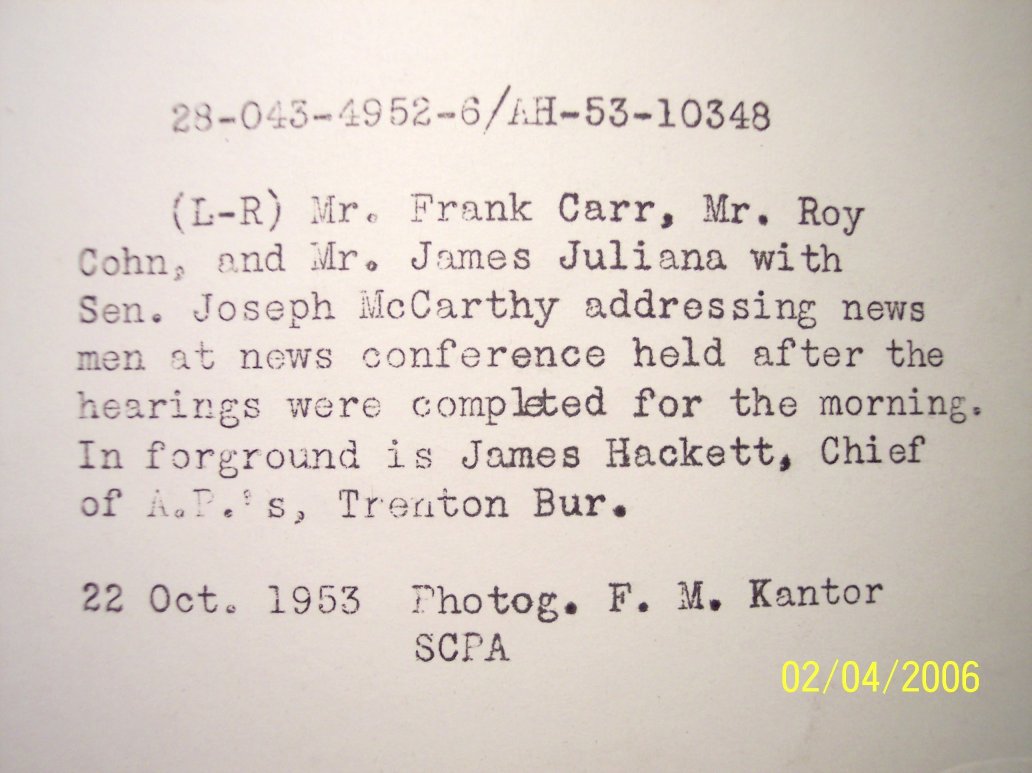 28-043-4952-6/AH-53-10348
(L-R) Mr. Frank Carr, Mr. Roy
Cohn, and Mr. James Juliana with
Sen. Joseph McCarthy addressing news
men at news conference held after the
hearings were completed for the morning.
In forground is James Hackett, Chief
of A.P.'s, Trenton Bur.
22 Oct. 1953 Photog. F. M. Kantor
SCPA
02/04/2006